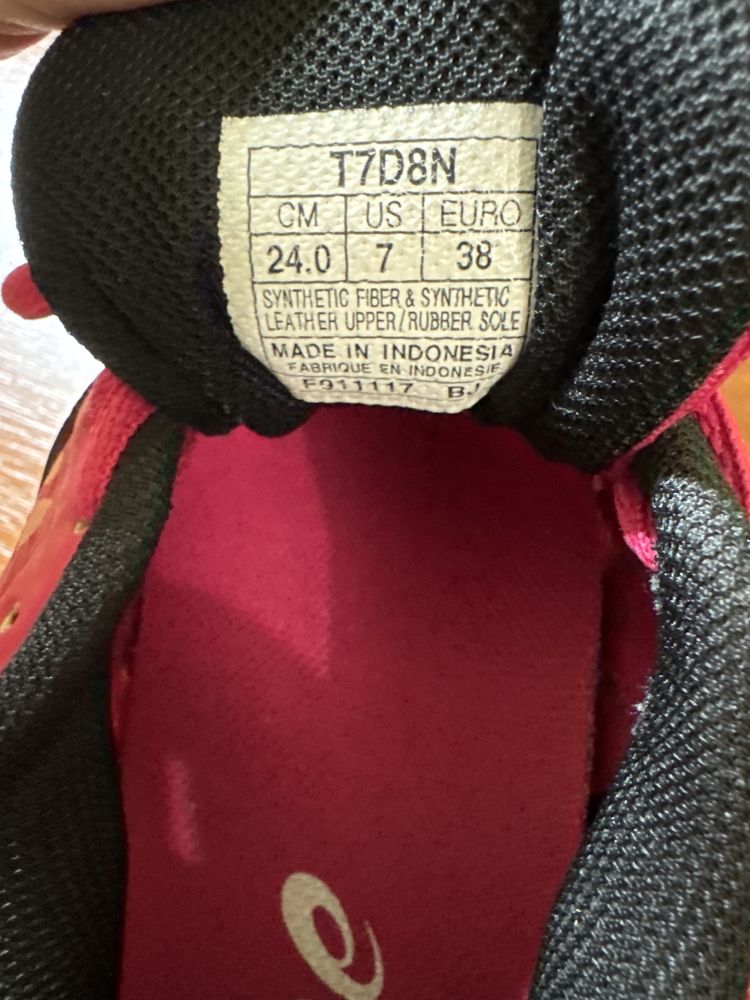 T7D8N
CM US EURO
24.0 7 38
SYNTHETIC FIBER & SYNTHETIC
LEATHER UPPER/RUBBER SOLE
MADE IN INDONESIA
FABRIQUE EN INDONESIE
F911117 BJ